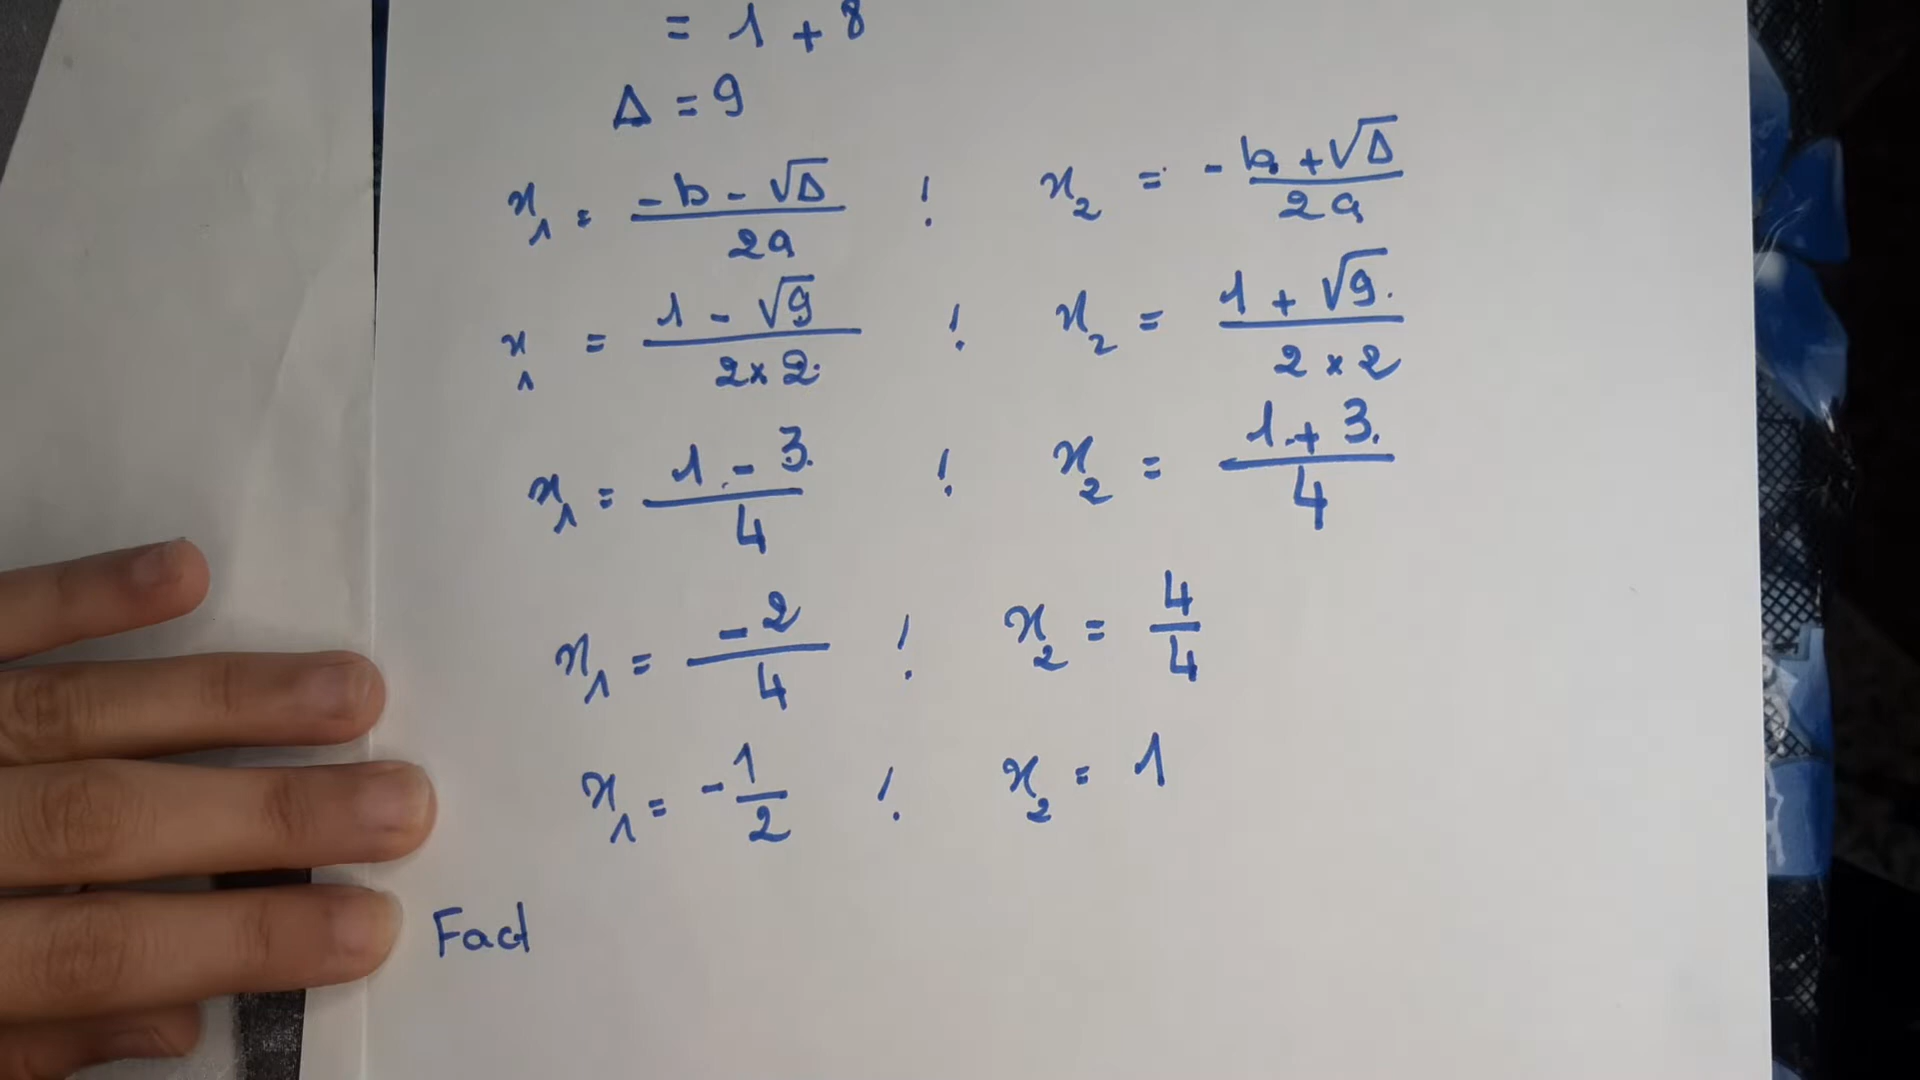 = 1 + 8
Δ = 9
x₁ = (-b - √Δ)/2a ! x₂ = (-b + √Δ)/2a
x₁ = (1 - √9)/(2×2) ! x₂ = (1 + √9)/(2×2)
x₁ = (1 - 3)/4 ! x₂ = (1 + 3)/4
x₁ = -2/4 ! x₂ = 4/4
x₁ = -1/2 ! x₂ = 1
Fact